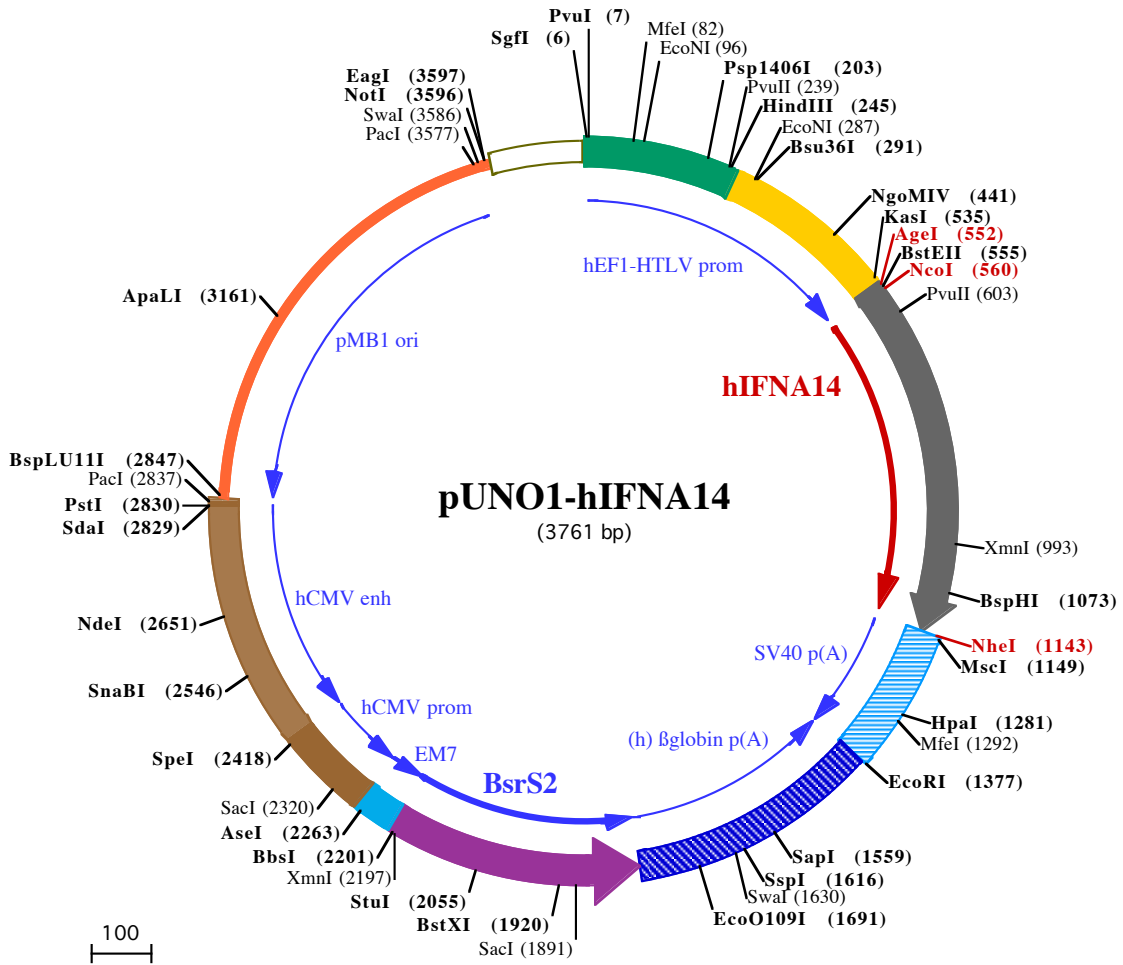 PvuI (7)
SgfI (6)
MfeI (82)
EcoNI (96)
Psp1406I (203)
PvuII (239)
HindIII (245)
EcoNI (287)
Bsu36I (291)
EagI (3597)
NotI (3596)
SwaI (3586)
PacI (3577)
NgoMIV (441)
KasI (535)
AgeI (552)
BstEII (555)
NcoI (560)
PvuII (603)
hEF1-HTLV prom
ApaLI (3161)
pMB1 ori
hIFNA14
BspLU11I (2847)
PacI (2837)
PstI (2830)
SdaI (2829)
pUNO1-hIFNA14
(3761 bp)
XmnI (993)
BspHI (1073)
hCMV enh
NdeI (2651)
NheI (1143)
MscI (1149)
SV40 p(A)
SnaBI (2546)
hCMV prom
HpaI (1281)
MfeI (1292)
(h) ßglobin p(A)
SpeI (2418)
EM7
BsrS2
EcoRI (1377)
SacI (2320)
AseI (2263)
BbsI (2201)
XmnI (2197)
StuI (2055)
BstXI (1920)
SacI (1891)
SapI (1559)
SspI (1616)
SwaI (1630)
EcoO109I (1691)
100